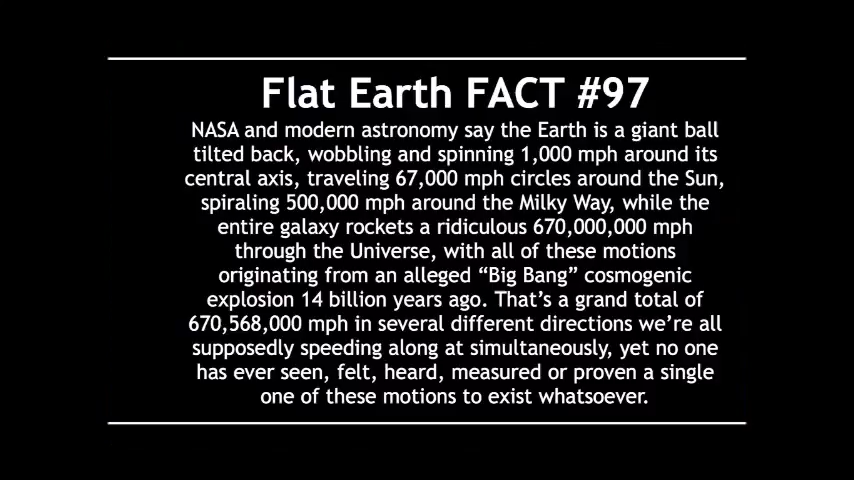 Flat Earth FACT #97
NASA and modern astronomy say the Earth is a giant ball
tilted back, wobbling and spinning 1,000 mph around its
central axis, traveling 67,000 mph circles around the Sun,
spiraling 500,000 mph around the Milky Way, while the
entire galaxy rockets a ridiculous 670,000,000 mph
through the Universe, with all of these motions
originating from an alleged “Big Bang” cosmogenic
explosion 14 billion years ago. That’s a grand total of
670,568,000 mph in several different directions we’re all
supposedly speeding along at simultaneously, yet no one
has ever seen, felt, heard, measured or proven a single
one of these motions to exist whatsoever.